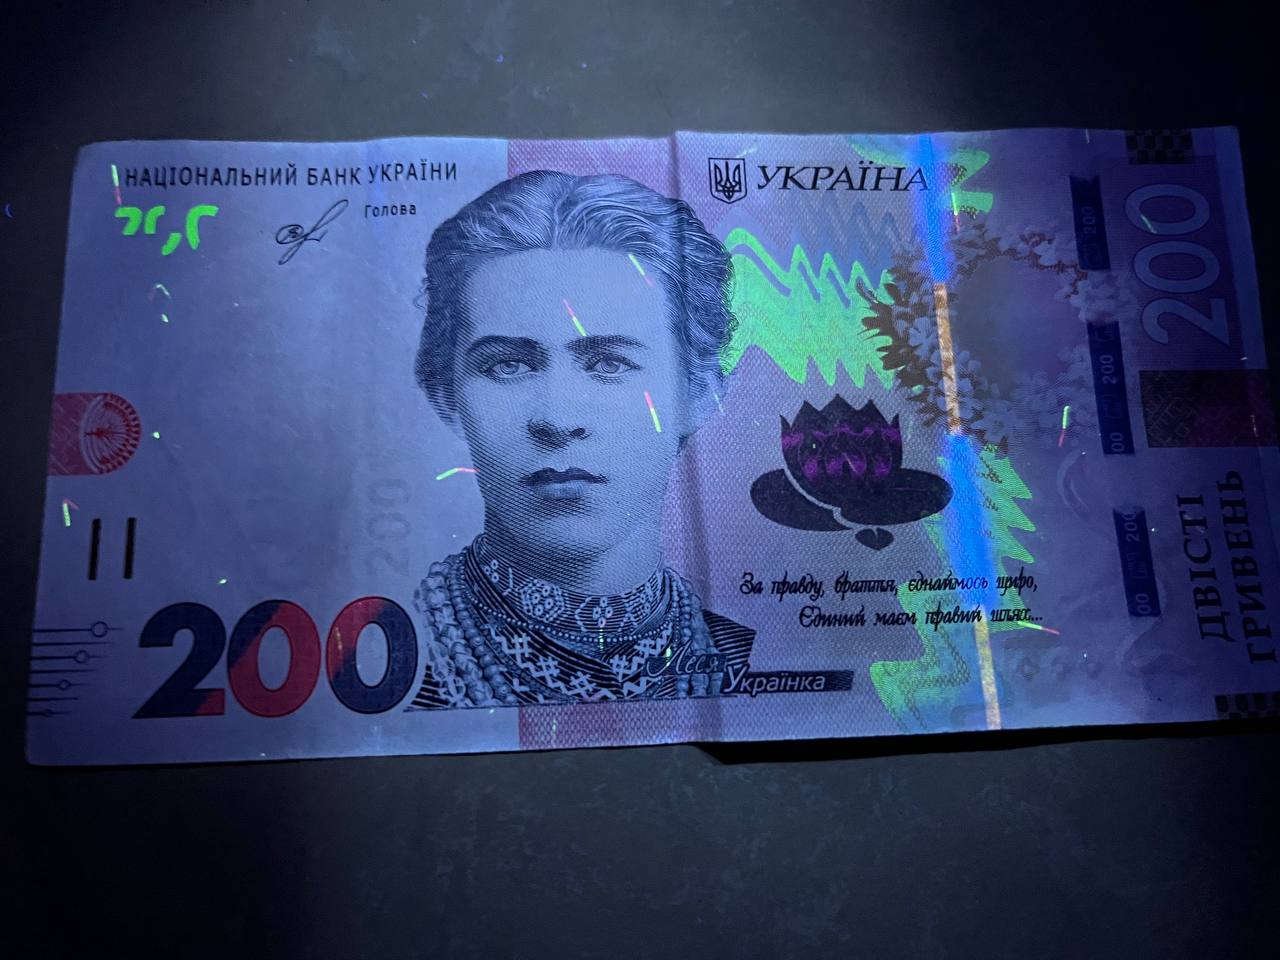 НАЦІОНАЛЬНИЙ БАНК УКРАЇНИ
Голова
УКРАЇНА
200
200
200
200
200
За правду, браття, єднаймось щиро,
Єдиний маєм правий шлях...
200
Леся
Українка
200
ДВІСТІ
ГРИВЕНЬ